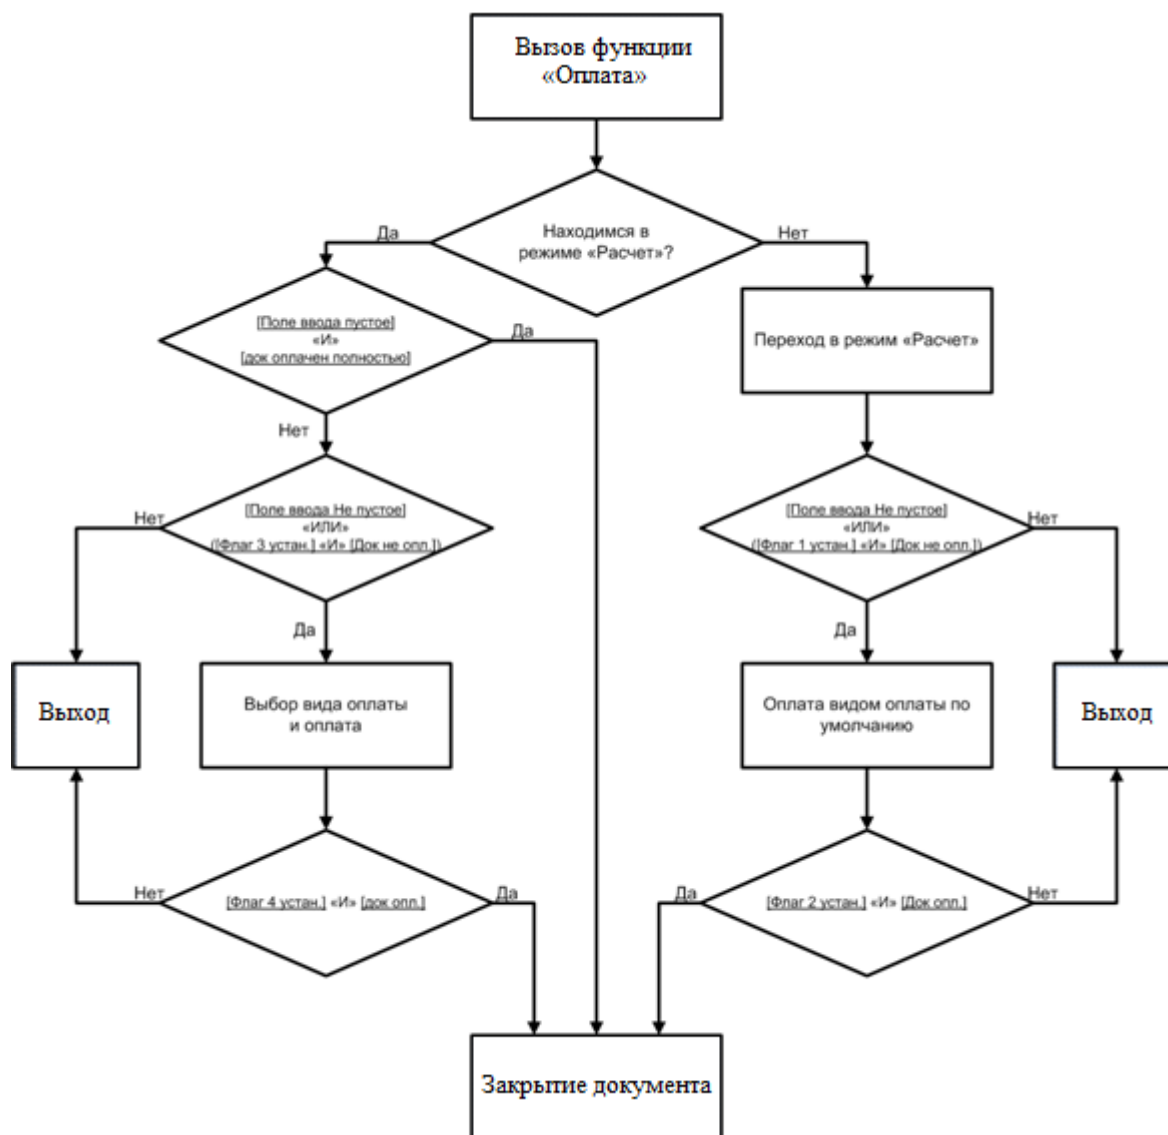 Вызов функции
«Оплата»
Находимся в
режиме «Расчет»?
Да
Нет
[Поле ввода пустое]
«И»
[док оплачен полностью]
Да
Переход в режим «Расчет»
Нет
[Поле ввода Не пустое]
«ИЛИ»
([Флаг 3 устан.] «И» [Док не опл.])
Нет
[Поле ввода Не пустое]
«ИЛИ»
([Флаг 1 устан.] «И» [Док не опл.])
Нет
Да
Да
Выход
Выбор вида оплаты
и оплата
Оплата видом оплаты по
умолчанию
Выход
Нет
[Флаг 4 устан.] «И» [док опл.]
Да
Да
[Флаг 2 устан.] «И» [Док опл.]
Нет
Закрытие документа